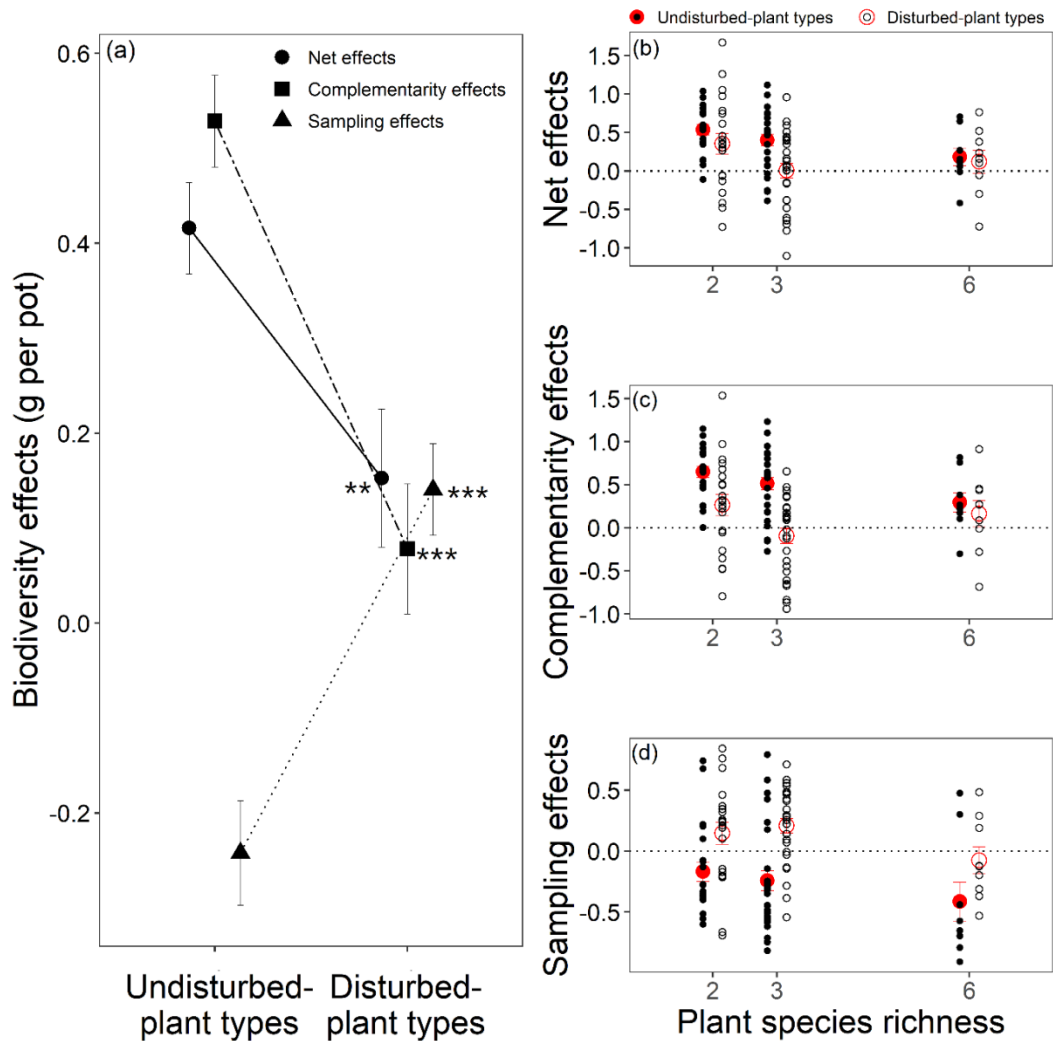 (a)
Net effects
Complementarity effects
Sampling effects
0.6
0.4
0.2
0.0
-0.2
Biodiversity effects (g per pot)
**
***
***
Undisturbed-
plant types
Disturbed-
plant types
Undisturbed-plant types
Disturbed-plant types
(b)
1.5
1.0
0.5
0.0
-0.5
-1.0
Net effects
2
3
6
(c)
1.5
1.0
0.5
0.0
-0.5
-1.0
Complementarity effects
2
3
6
(d)
0.5
0.0
-0.5
Sampling effects
2
3
6
Plant species richness